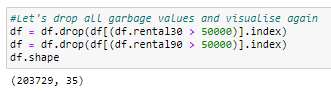 #Let's drop all garbage values and visualise again
df = df.drop(df[(df.rental30 > 50000)].index)
df = df.drop(df[(df.rental90 > 50000)].index)
df.shape
(203729, 35)